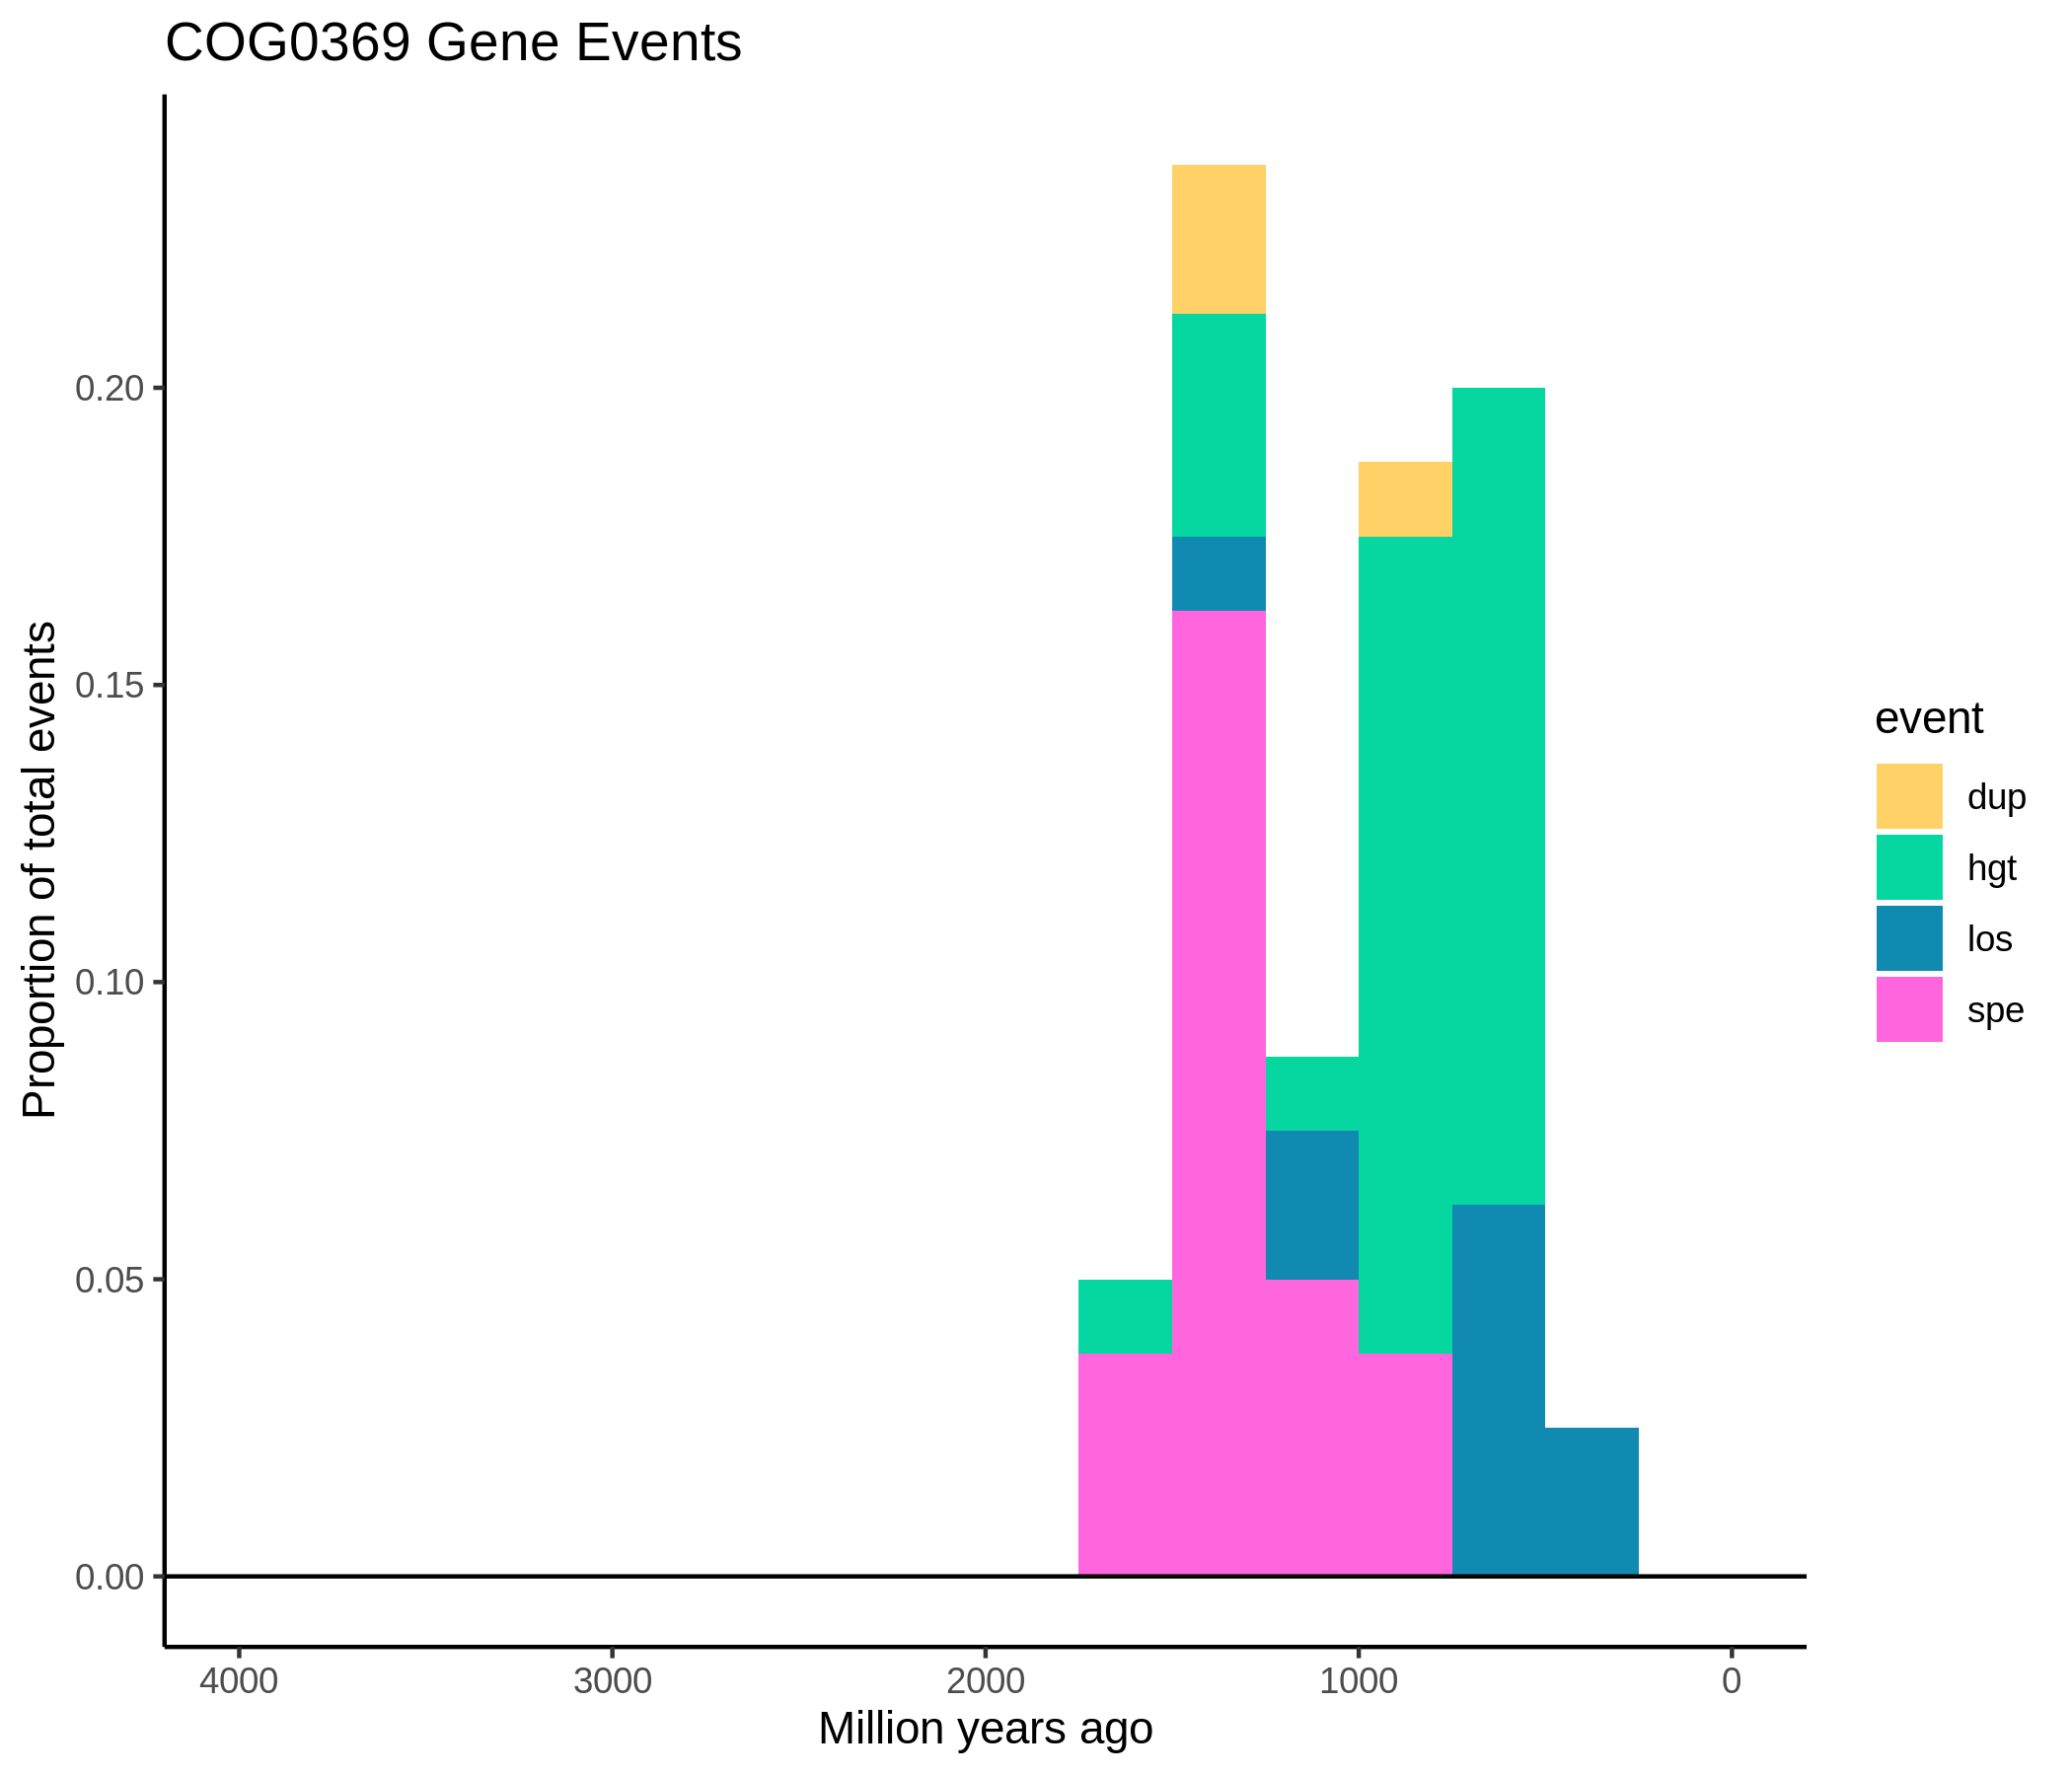 COG0369 Gene Events
Proportion of total events
0.20
0.15
0.10
0.05
0.00
4000 3000 2000 1000 0
Million years ago
event
dup
hgt
los
spe